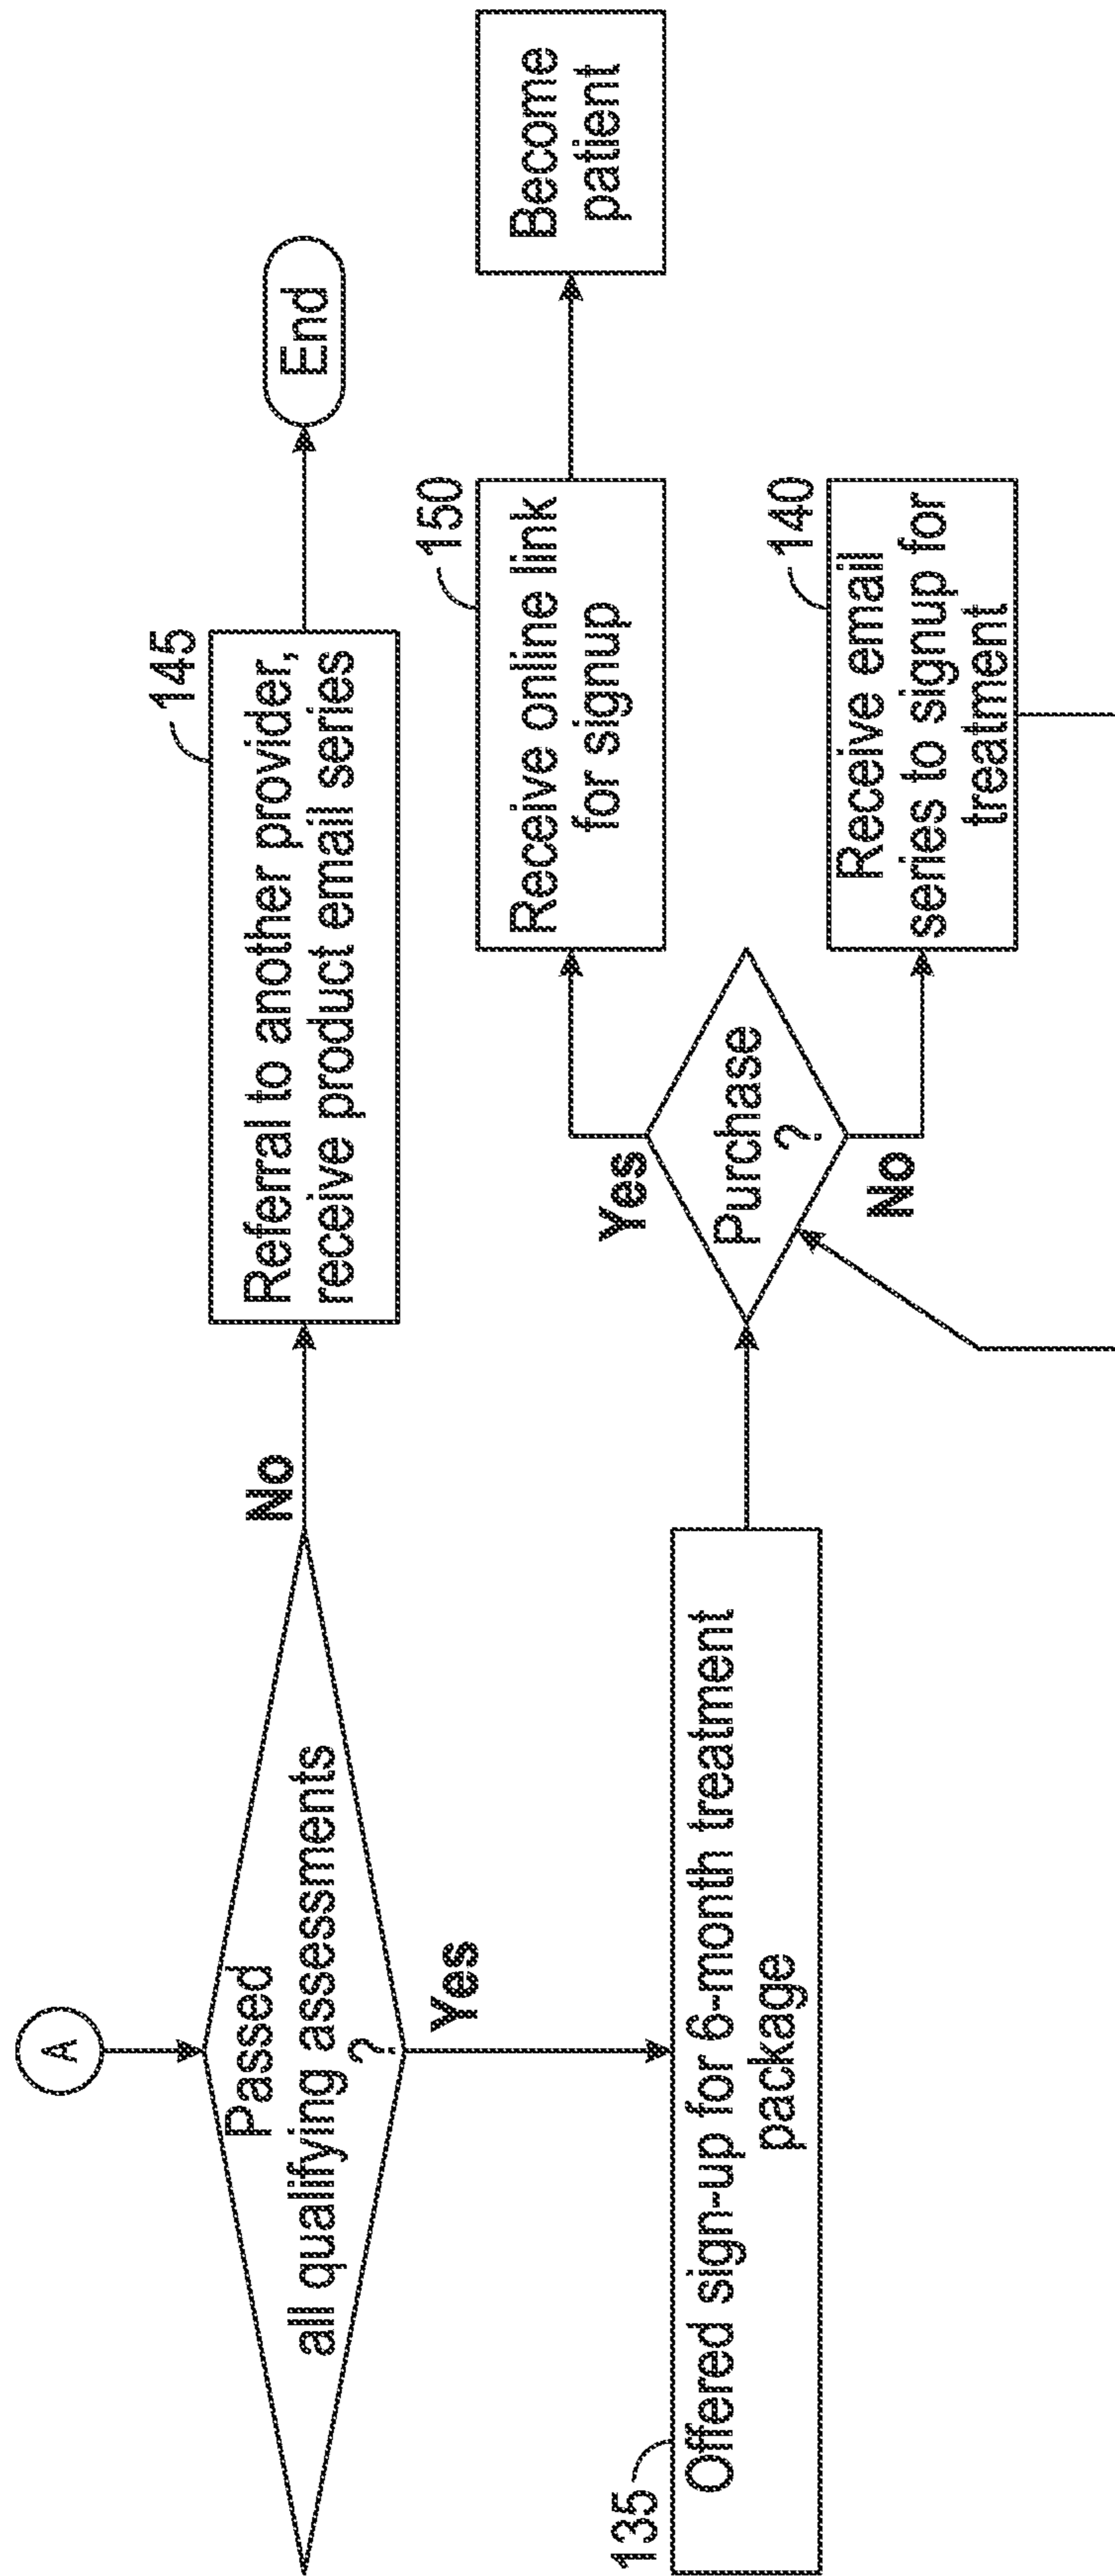 A
Passed
all qualifying assessments
?
No
Yes
145
Referral to another provider,
receive product email series
End
135
Offered sign-up for 6-month treatment
package
Purchase
?
Yes
No
150
Receive online link
for signup
Become
patient
140
Receive email
series to signup for
treatment